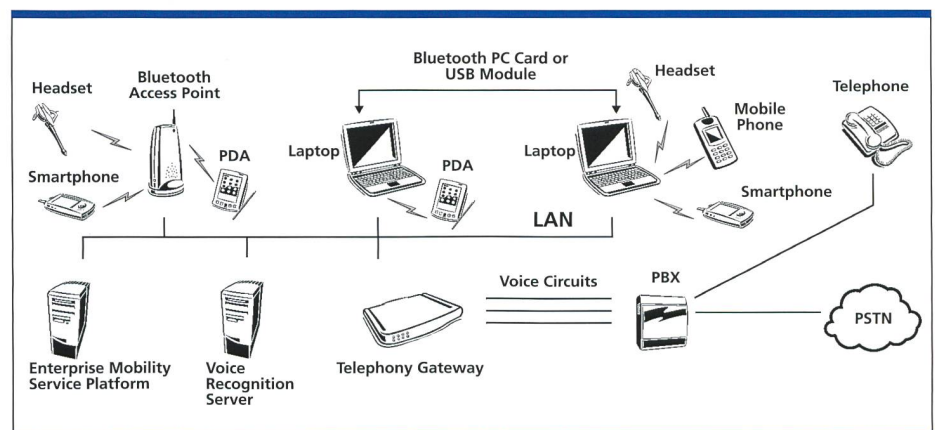 Bluetooth PC Card or
USB Module
Headset
Bluetooth
Access Point
Headset
Telephone
Mobile
Phone
PDA
Laptop
Laptop
PDA
Smartphone
Smartphone
LAN
Voice Circuits
PBX
PSTN
Enterprise Mobility
Service Platform
Voice
Recognition
Server
Telephony Gateway